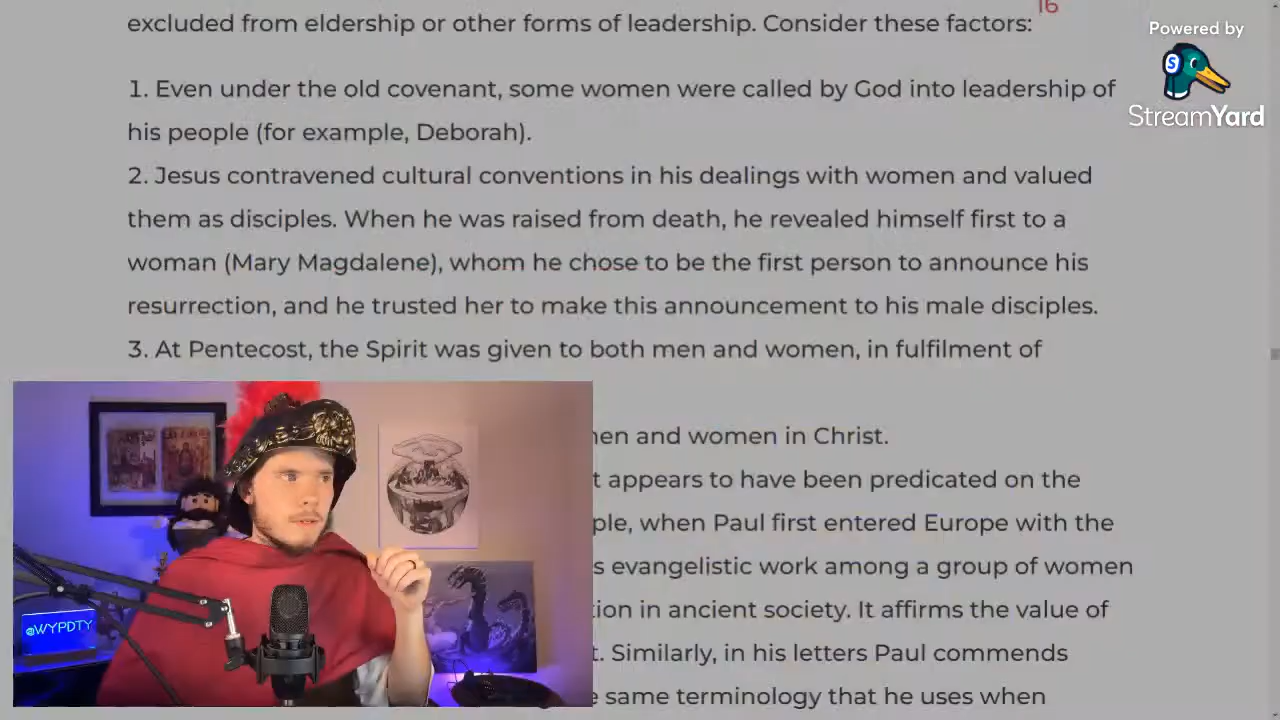 16
excluded from eldership or other forms of leadership. Consider these factors:
Powered by
StreamYard
1. Even under the old covenant, some women were called by God into leadership of
his people (for example, Deborah).
2. Jesus contravened cultural conventions in his dealings with women and valued
them as disciples. When he was raised from death, he revealed himself first to a
woman (Mary Magdalene), whom he chose to be the first person to announce his
resurrection, and he trusted her to make this announcement to his male disciples.
3. At Pentecost, the Spirit was given to both men and women, in fulfilment of
and women in Christ.
appears to have been predicated on the
when Paul first entered Europe with the
evangelistic work among a group of women
in ancient society. It affirms the value of
Similarly, in his letters Paul commends
same terminology that he uses when
@WYPDTY